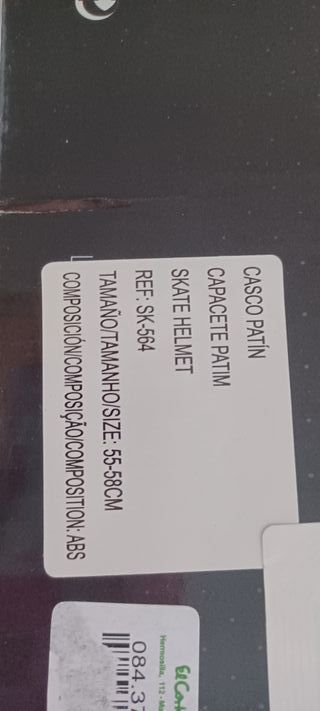 CASCO PATÍN
CAPACETE PATIM
SKATE HELMET
REF: SK-564
TAMAÑO/TAMANHO/SIZE: 55-58CM
COMPOSICIÓN/COMPOSIÇÃO/COMPOSITION: ABS
Hermosilla, 112 -
084.37